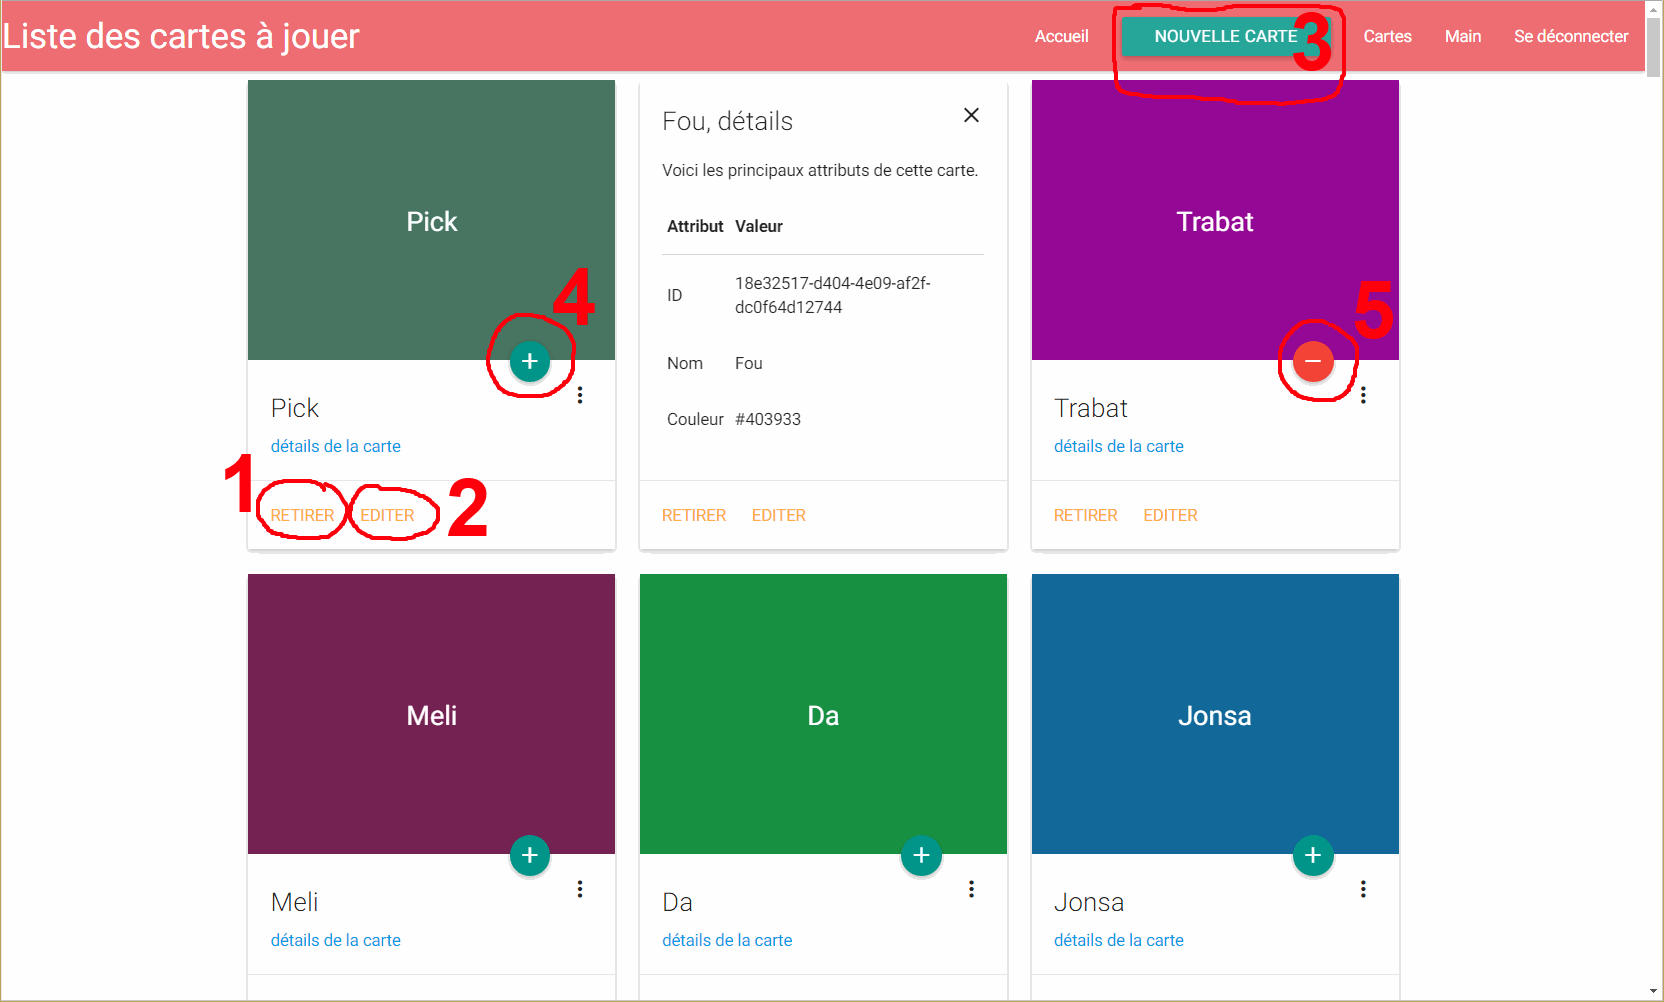 Liste des cartes à jouer
Accueil
NOUVELLE CARTE
3
Cartes
Main
Se déconnecter
Pick
4
Pick
détails de la carte
1
RETIRER
EDITER
2
Fou, détails
Voici les principaux attributs de cette carte.
Attribut Valeur
ID 18e32517-d404-4e09-af2f-
dc0f64d12744
Nom Fou
Couleur #403933
RETIRER
EDITER
Trabat
5
Trabat
détails de la carte
RETIRER
EDITER
Meli
Meli
détails de la carte
Da
Da
détails de la carte
Jonsa
Jonsa
détails de la carte